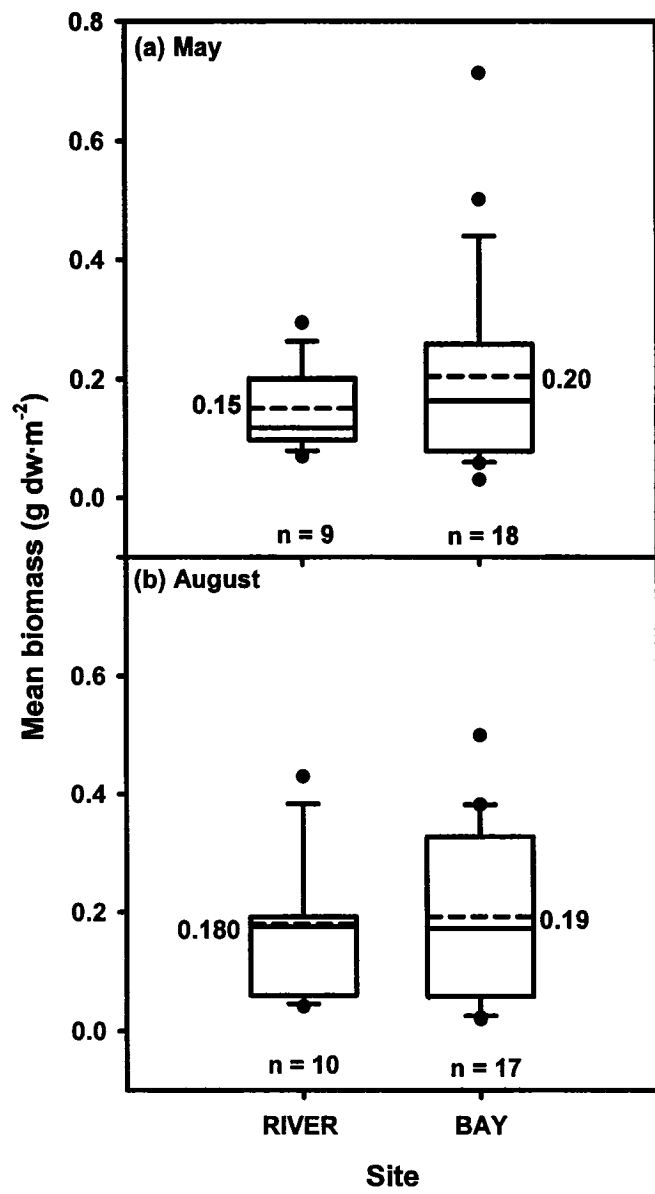 Mean biomass (g dw·m⁻²)
(a) May
0.8
0.6
0.4
0.2
0.0
0.15
0.20
n = 9
n = 18
(b) August
0.6
0.4
0.2
0.0
0.180
0.19
n = 10
n = 17
RIVER
BAY
Site